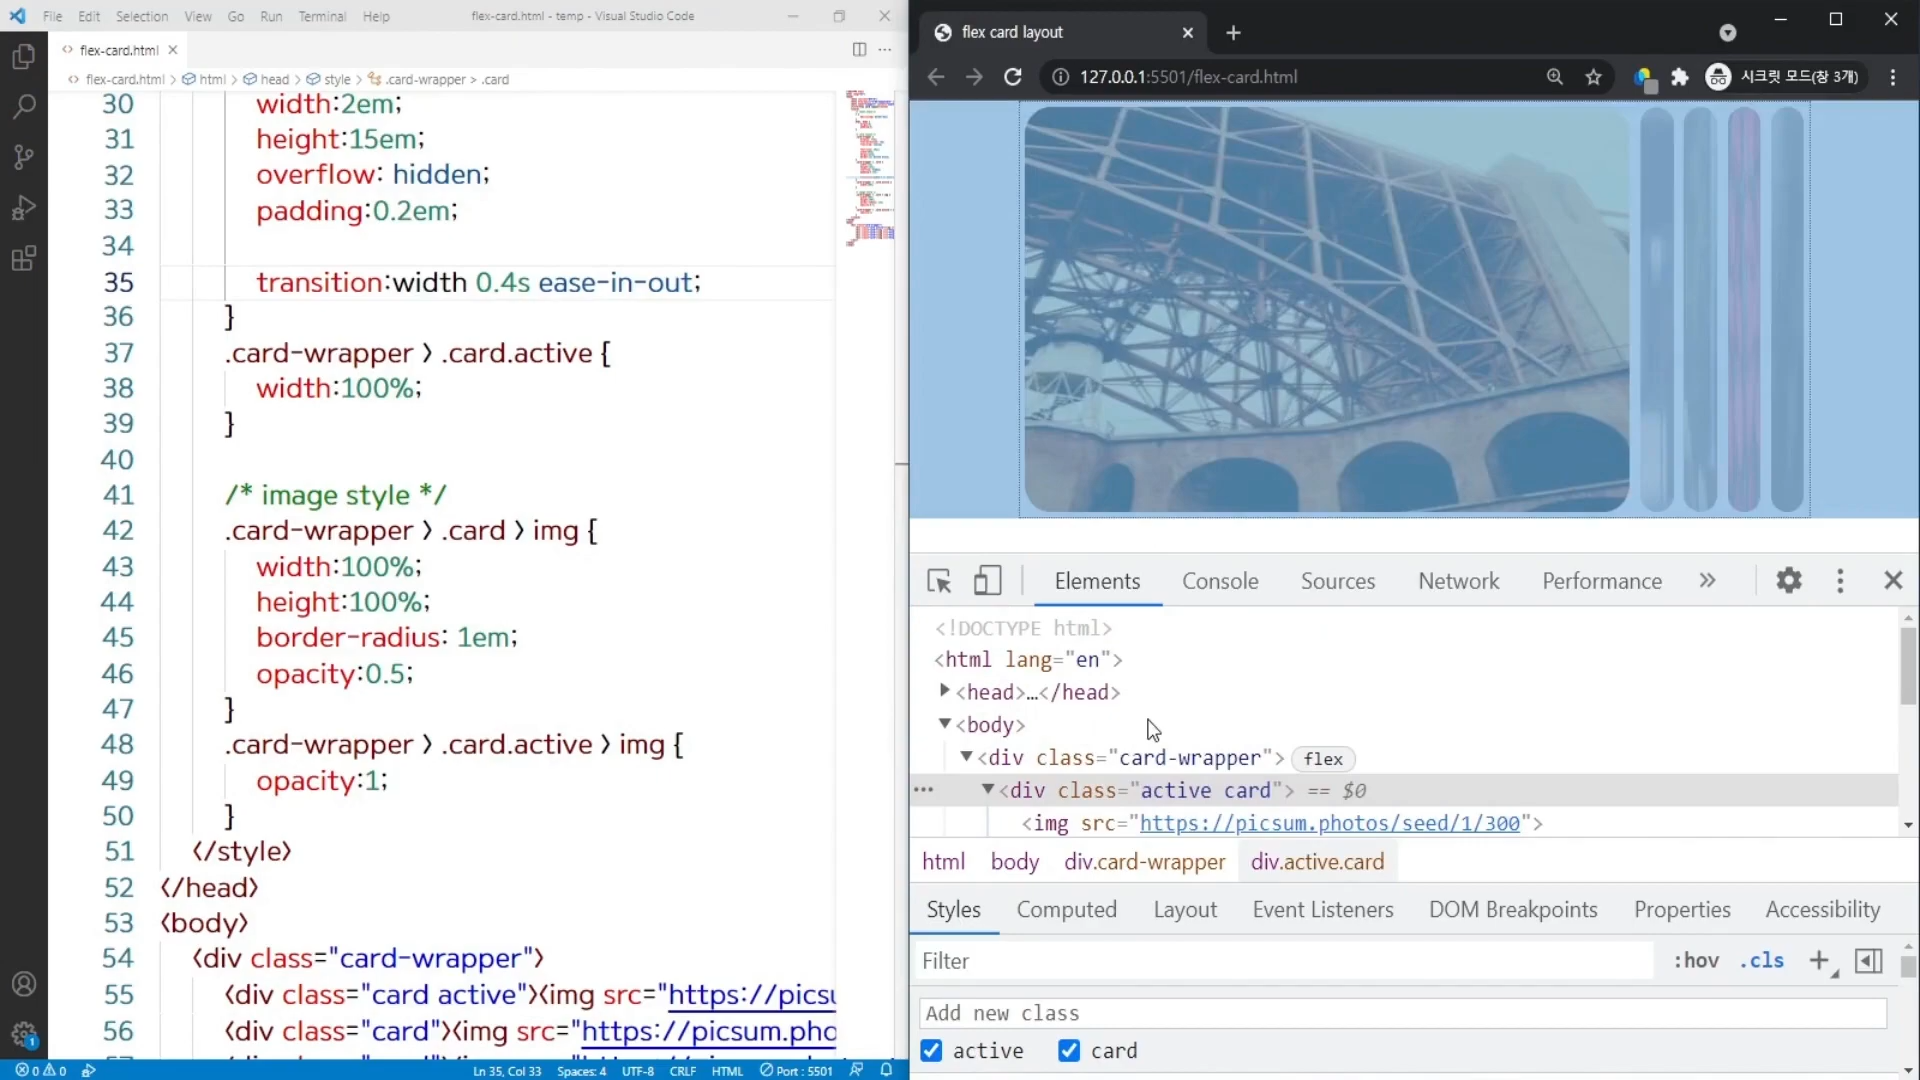 File Edit Selection View Go Run Terminal Help flex-card.html - temp - Visual Studio Code
flex-card.html
flex-card.html > html > head > style > .card-wrapper > .card
30 width:2em;
31 height:15em;
32 overflow: hidden;
33 padding:0.2em;
34
35 transition:width 0.4s ease-in-out;
36 }
37 .card-wrapper > .card.active {
38 width:100%;
39 }
40
41 /* image style */
42 .card-wrapper > .card > img {
43 width:100%;
44 height:100%;
45 border-radius: 1em;
46 opacity:0.5;
47 }
48 .card-wrapper > .card.active > img {
49 opacity:1;
50 }
51 </style>
52 </head>
53 <body>
54 <div class="card-wrapper">
55 <div class="card active"><img src="https://picsu
56 <div class="card"><img src="https://picsum.pho
1
0 0 Ln 35, Col 33 Spaces: 4 UTF-8 CRLF HTML Port : 5501
flex card layout
127.0.0.1:5501/flex-card.html 시크릿 모드(창 3개)
Elements Console Sources Network Performance »
<!DOCTYPE html>
<html lang="en">
<head>…</head>
<body>
<div class="card-wrapper"> flex
<div class="active card"> == $0
<img src="https://picsum.photos/seed/1/300">
html body div.card-wrapper div.active.card
Styles Computed Layout Event Listeners DOM Breakpoints Properties Accessibility
Filter :hov .cls +
Add new class
active card